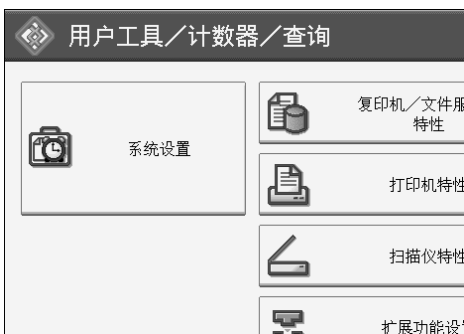 用户工具／计数器／查询
系统设置
复印机／文件服
特性
打印机特性
扫描仪特性
扩展功能设